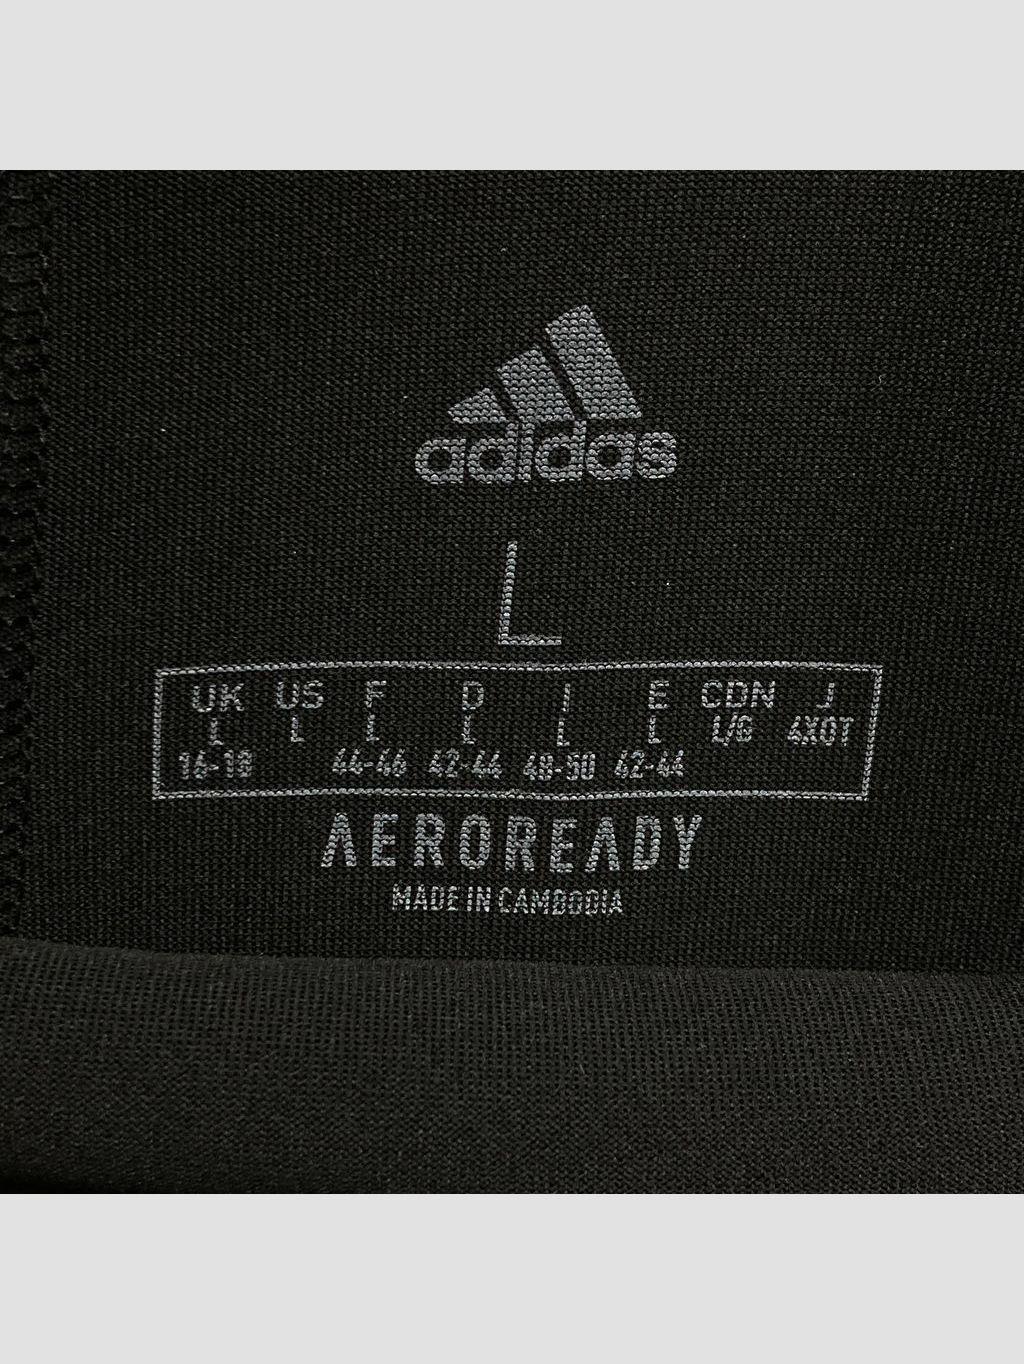 adidas
L
UK US F D I E CDN J
L L L L L L L/G 4XOT
16-18 44-46 42-44 48-50 42-44
AEROREADY
MADE IN CAMBODIA